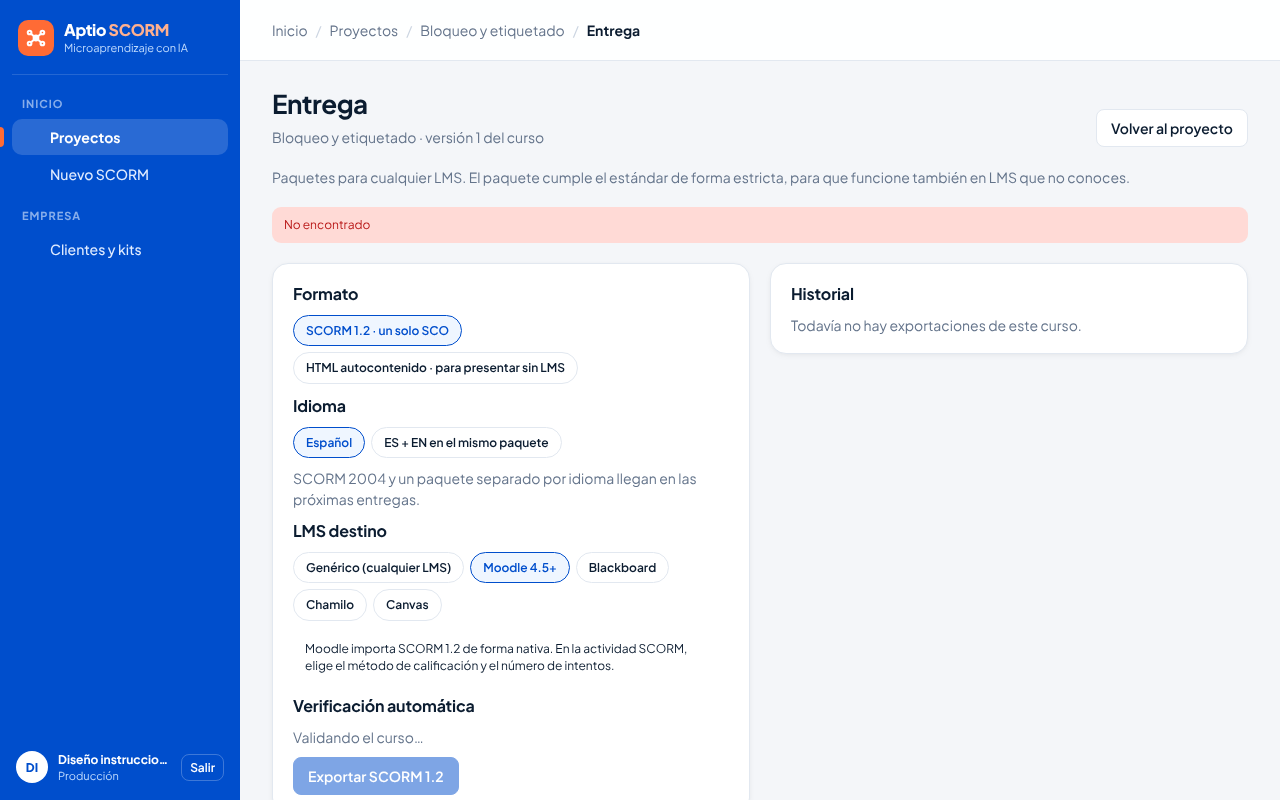 Aptio SCORM
Microaprendizaje con IA
INICIO
Proyectos
Nuevo SCORM
EMPRESA
Clientes y kits
DI
Diseño instruccio...
Producción
Salir
Inicio / Proyectos / Bloqueo y etiquetado / Entrega
Entrega
Bloqueo y etiquetado · versión 1 del curso
Volver al proyecto
Paquetes para cualquier LMS. El paquete cumple el estándar de forma estricta, para que funcione también en LMS que no conoces.
No encontrado
Formato
SCORM 1.2 · un solo SCO
HTML autocontenido · para presentar sin LMS
Idioma
Español
ES + EN en el mismo paquete
SCORM 2004 y un paquete separado por idioma llegan en las
próximas entregas.
LMS destino
Genérico (cualquier LMS)
Moodle 4.5+
Blackboard
Chamilo
Canvas
Moodle importa SCORM 1.2 de forma nativa. En la actividad SCORM,
elige el método de calificación y el número de intentos.
Verificación automática
Validando el curso...
Exportar SCORM 1.2
Historial
Todavía no hay exportaciones de este curso.